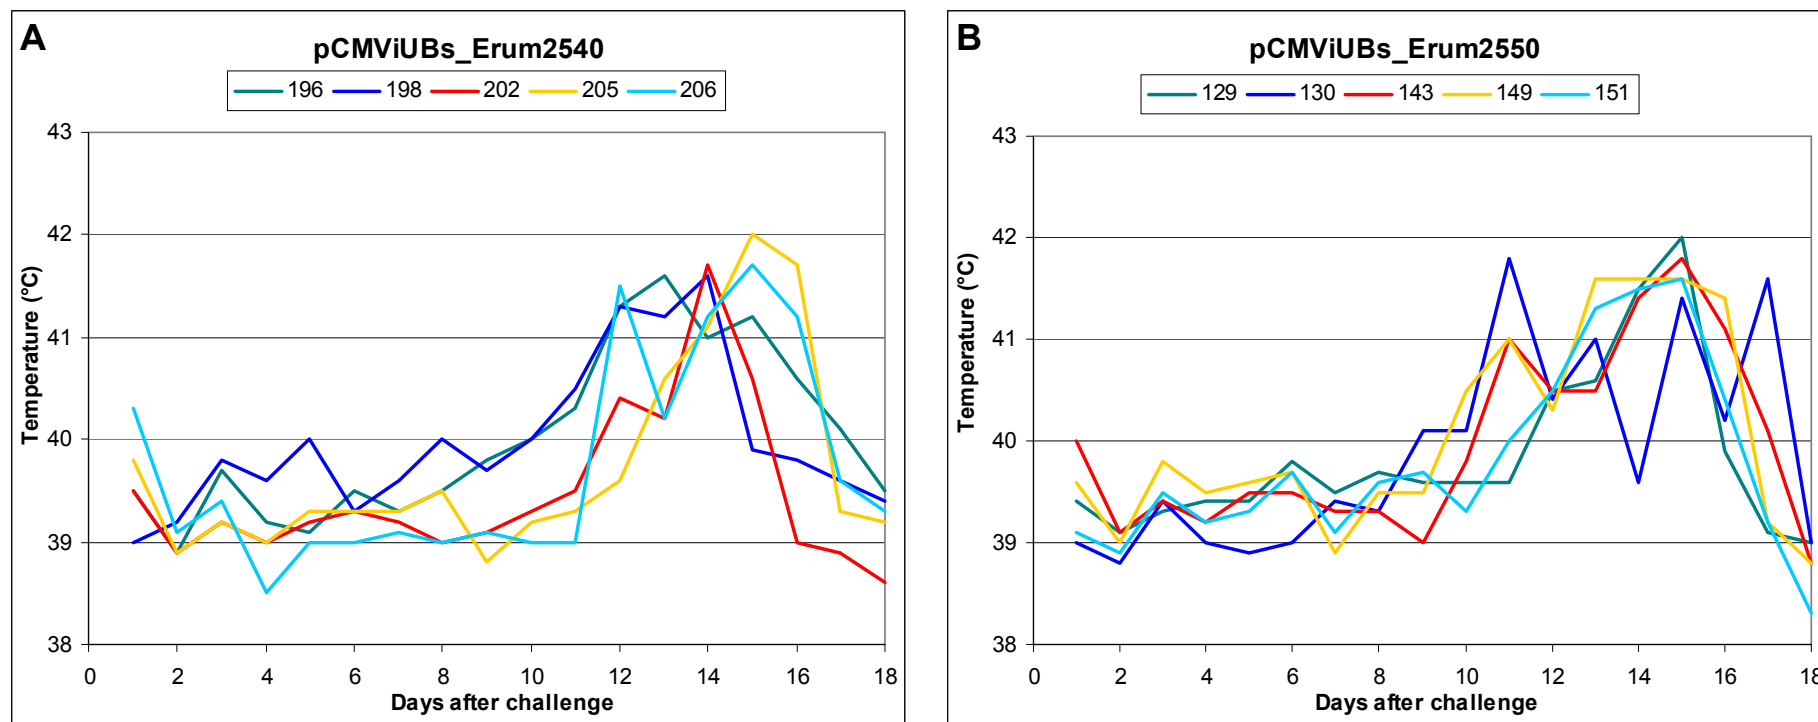 A
pCMViUBs_Erum2540
196 198 202 205 206
43
42
41
40
39
38
Temperature (°C)
0 2 4 6 8 10 12 14 16 18
Days after challenge
B
pCMViUBs_Erum2550
129 130 143 149 151
43
42
41
40
39
38
Temperature (°C)
0 2 4 6 8 10 12 14 16 18
Days after challenge